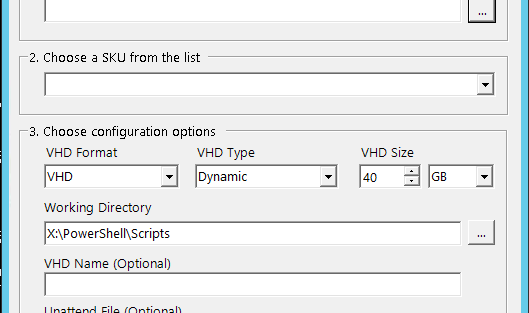 ...
2. Choose a SKU from the list
3. Choose configuration options
VHD Format VHD Type VHD Size
VHD Dynamic 40 GB
Working Directory
X:\PowerShell\Scripts ...
VHD Name (Optional)
Unattend File (Optional)